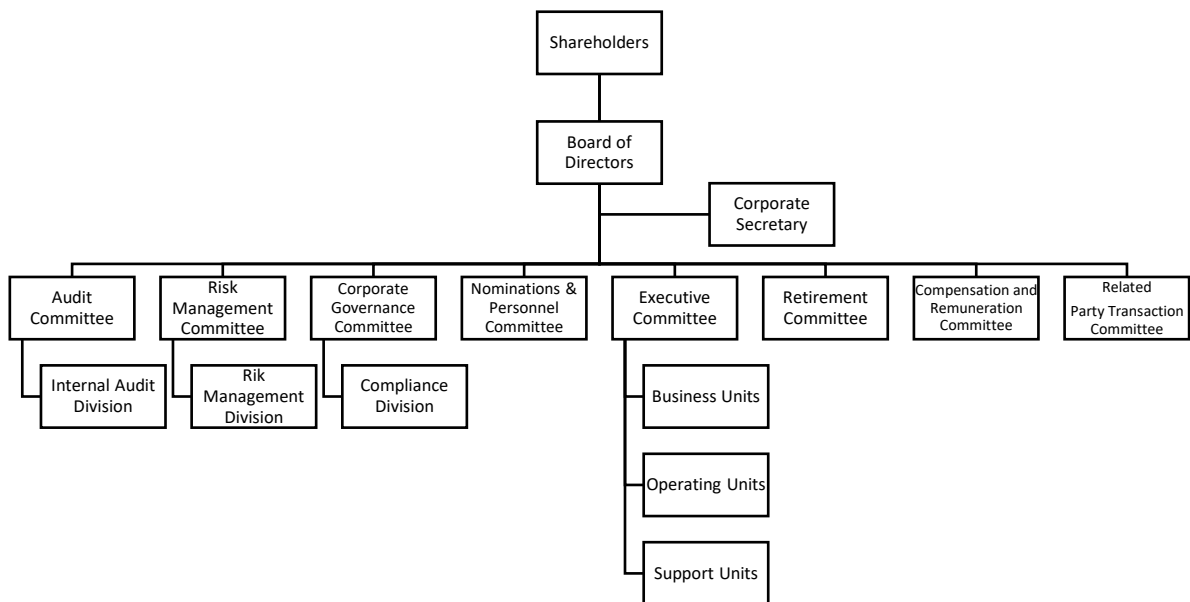 Shareholders
Board of
Directors
Corporate
Secretary
Audit
Committee
Risk
Management
Committee
Corporate
Governance
Committee
Nominations &
Personnel
Committee
Executive
Committee
Retirement
Committee
Compensation and
Remuneration
Committee
Related
Party Transaction
Committee
Internal Audit
Division
Rik
Management
Division
Compliance
Division
Business Units
Operating Units
Support Units